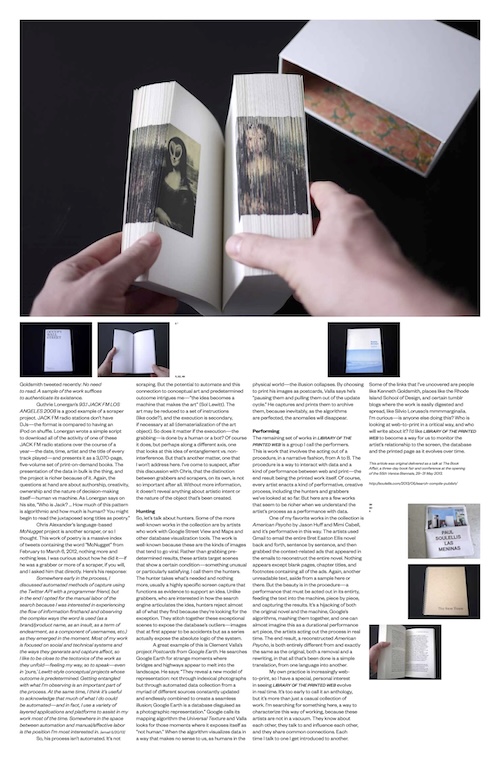 Goldsmith tweeted recently: No need
to read. A sample of the work suffices
to authenticate its existence.
Guthrie Lonergan's 93.1 JACK FM LOS
ANGELES 2008 is a good example of a scraper
project. JACK FM radio stations don't have
DJs—the format is compared to having an
iPod on shuffle. Lonergan wrote a simple script
to download all of the activity of one of these
JACK FM radio stations over the course of a
year—the date, time, artist and the title of every
song played—and presents it as a 3,070-page,
five-volume set of print-on-demand books. The
presentation of the data in bulk is the thing, and
the project is richer because of it. Again, the
questions at hand are about authorship, creativity,
ownership and the nature of decision-making
itself—human vs machine. As Lonergan says on
his site, "Who is Jack? ... How much of this pattern
is algorithmic and how much is human? You might
begin to read the juxtaposed song titles as poetry."
Chris Alexander's language-based
McNugget project is another scraper, or so I
thought. This work of poetry is a massive index
of tweets containing the word "McNugget" from
February to March 6, 2012, nothing more and
nothing less. I was curious about how he did it—if
he was a grabber or more of a scraper, if you will,
and I asked him that directly. Here's his response:
Somewhere early in the process, I
discussed automated methods of capture using
the Twitter API with a programmer friend, but
in the end I opted for the manual labor of the
search because I was interested in experiencing
the flow of information firsthand and observing
the complex ways the word is used (as a
brand/product name, as an insult, as a term of
endearment, as a component of usernames, etc.)
as they emerged in the moment. Most of my work
is focused on social and technological systems and
the ways they generate and capture affect, so
I like to be close to the tectonics of the work as
they unfold—feeling my way, so to speak—even
in 'pure,' LeWitt-style conceptual projects whose
outcome is predetermined. Getting entangled
with what I'm observing is an important part of
the process. At the same time, I think it's useful
to acknowledge that much of what I do could
be automated—and in fact, I use a variety of
layered applications and platforms to assist in my
work most of the time. Somewhere in the space
between automation and manual/affective labor
is the position I'm most interested in.
So, his process isn't automated. It's not
scraping. But the potential to automate and this
connection to conceptual art and predetermined
outcome intrigues me—"the idea becomes a
machine that makes the art" (Sol Lewitt). The
art may be reduced to a set of instructions
(like code?), and the execution is secondary,
if necessary at all (dematerialization of the art
object). So does it matter if the execution—the
grabbing—is done by a human or a bot? Of course
it does, but perhaps along a different axis, one
that looks at this idea of entanglement vs. non-
interference. But that's another matter, one that
I won't address here. I've come to suspect, after
this discussion with Chris, that the distinction
between grabbers and scrapers, on its own, is not
so important after all. Without more information,
it doesn't reveal anything about artistic intent or
the nature of the object that's been created.
Hunting
So, let's talk about hunters. Some of the more
well-known works in the collection are by artists
who work with Google Street View and Maps and
other database visualization tools. The work is
well-known because these are the kinds of images
that tend to go viral. Rather than grabbing pre-
determined results, these artists target scenes
that show a certain condition—something unusual
or particularly satisfying. I call them the hunters.
The hunter takes what's needed and nothing
more, usually a highly specific screen capture that
functions as evidence to support an idea. Unlike
grabbers, who are interested in how the search
engine articulates the idea, hunters reject almost
all of what they find because they're looking for the
exception. They stitch together these exceptional
scenes to expose the database's outliers—images
that at first appear to be accidents but as a series
actually expose the absolute logic of the system.
A great example of this is Clement Valla's
project Postcards from Google Earth. He searches
Google Earth for strange moments where
bridges and highways appear to melt into the
landscape. He says "They reveal a new model of
representation: not through indexical photographs
but through automated data collection from a
myriad of different sources constantly updated
and endlessly combined to create a seamless
illusion; Google Earth is a database disguised as
a photographic representation." Google calls its
mapping algorithm the Universal Texture and Valla
looks for those moments where it exposes itself as
"not human." When the algorithm visualizes data in
a way that makes no sense to us, as humans in the
physical world—the illusion collapses. By choosing
to print his images as postcards, Valla says he's
"pausing them and pulling them out of the update
cycle." He captures and prints them to archive
them, because inevitably, as the algorithms
are perfected, the anomalies will disappear.
Performing
The remaining set of works in LIBRARY OF THE
PRINTED WEB is a group I call the performers.
This is work that involves the acting out of a
procedure, in a narrative fashion, from A to B. The
procedure is a way to interact with data and a
kind of performance between web and print—the
end result being the printed work itself. Of course,
every artist enacts a kind of performative, creative
process, including the hunters and grabbers
we've looked at so far. But here are a few works
that seem to be richer when we understand the
artist's process as a performance with data.
One of my favorite works in the collection is
American Psycho by Jason Huff and Mimi Cabell,
and it's performative in this way. The artists used
Gmail to email the entire Bret Easton Ellis novel
back and forth, sentence by sentence, and then
grabbed the context-related ads that appeared in
the emails to reconstruct the entire novel. Nothing
appears except blank pages, chapter titles, and
footnotes containing all of the ads. Again, another
unreadable text, aside from a sample here or
there. But the beauty is in the procedure—a
performance that must be acted out in its entirety,
feeding the text into the machine, piece by piece,
and capturing the results. It's a hijacking of both
the original novel and the machine, Google's
algorithms, mashing them together, and one can
almost imagine this as a durational performance
art piece, the artists acting out the process in real
time. The end result, a reconstructed American
Psycho, is both entirely different from and exactly
the same as the original, both a removal and a
rewriting, in that all that's been done is a simple
translation, from one language into another.
My own practice is increasingly web-
to-print, so I have a special, personal interest
in seeing LIBRARY OF THE PRINTED WEB evolve
in real time. It's too early to call it an anthology,
but it's more than just a casual collection of
work. I'm searching for something here, a way to
characterize this way of working, because these
artists are not in a vacuum. They know about
each other, they talk to and influence each other,
and they share common connections. Each
time I talk to one I get introduced to another.
Some of the links that I've uncovered are people
like Kenneth Goldsmith, places like the Rhode
Island School of Design, and certain tumblr
blogs where the work is easily digested and
spread, like Silvio Lorusso's mmmmarginalia.
I'm curious—is anyone else doing this? Who is
looking at web-to-print in a critical way, and who
will write about it? I'd like LIBRARY OF THE PRINTED
WEB to become a way for us to monitor the
artist's relationship to the screen, the database
and the printed page as it evolves over time.
PAUL
SOULELLIS
LAS
MENINAS